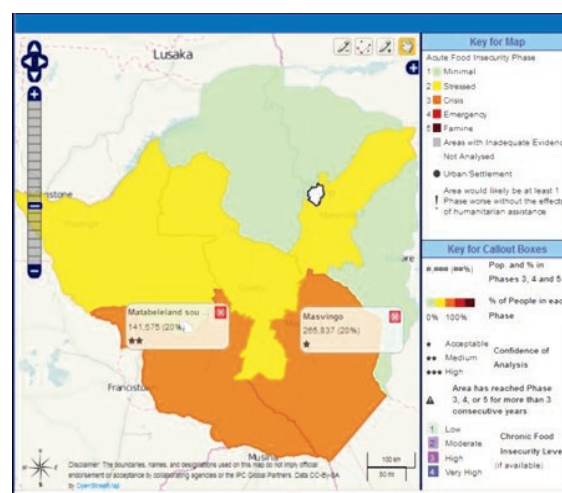 Lusaka
Matabeleland sou ...
141,575 (20%)
★★
Masvingo
265,837 (20%)
★
Francistown
Musina
100 km
50 mi
Disclaimer: The boundaries, names, and designations used on this map do not imply official
endorsement or acceptance by collaborating agencies or the IPC Global Partners. Data CC-By-SA
by OpenStreetMap
Key for Map
Acute Food Insecurity Phase
1 Minimal
2 Stressed
3 Crisis
4 Emergency
5 Famine
Areas with Inadequate Evidenc
Not Analysed
Urban Settlement
Area would likely be at least 1
! Phase worse without the effects
of humanitarian assistance
Key for Callout Boxes
#,### (##%) Pop. and % in
Phases 3, 4 and 5
% of People in eac
0% 100% Phase
★ Acceptable
★★ Medium Confidence of
★★★ High Analysis
Area has reached Phase
3, 4, or 5 for more than 3
consecutive years
1 Low
2 Moderate Chronic Food
3 High Insecurity Leve
4 Very High (if available)